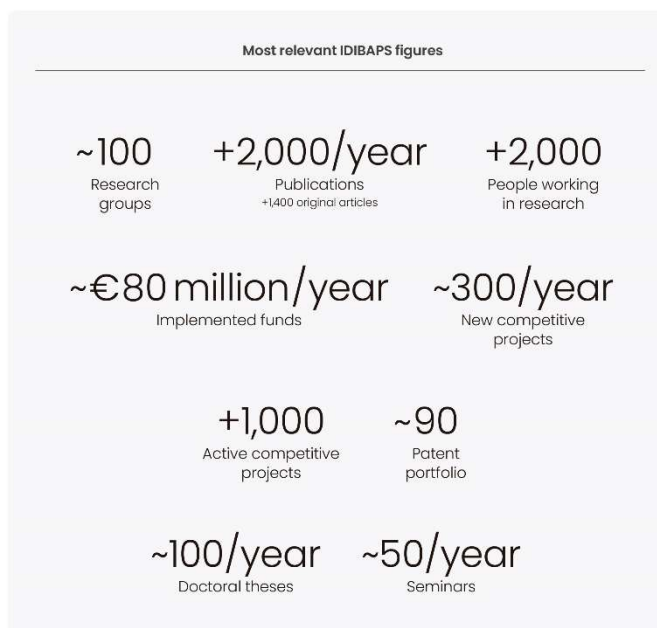 Most relevant IDIBAPS figures
~100
Research
groups
+2,000/year
Publications
+1,400 original articles
+2,000
People working
in research
~€80 million/year
Implemented funds
~300/year
New competitive
projects
+1,000
Active competitive
projects
~90
Patent
portfolio
~100/year
Doctoral theses
~50/year
Seminars